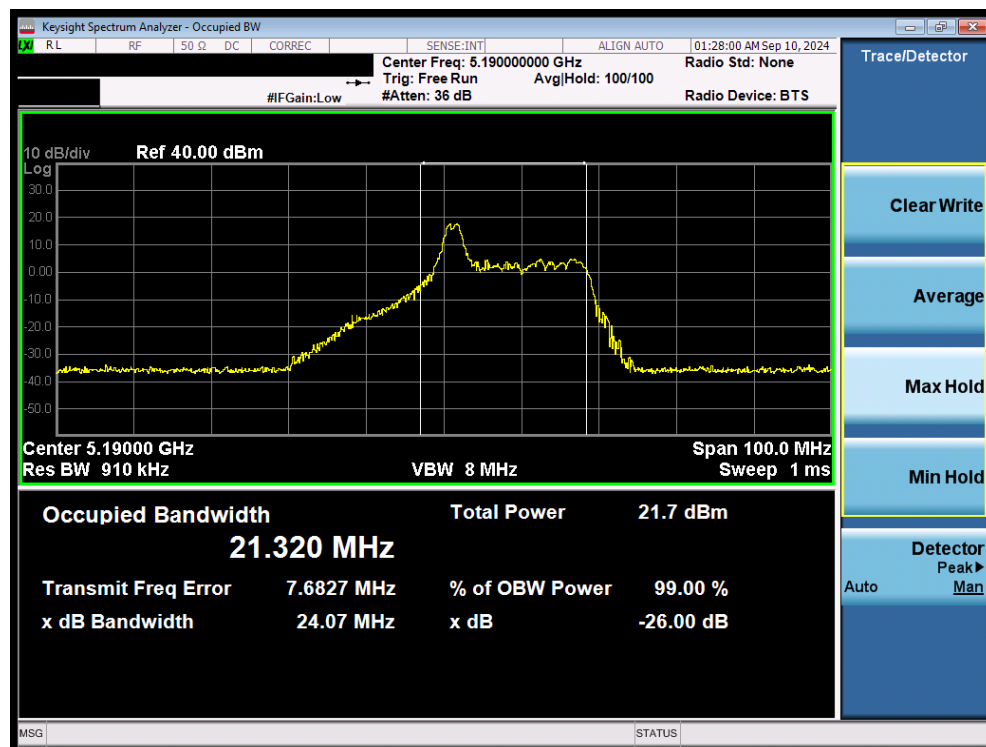 Keysight Spectrum Analyzer - Occupied BW
LXI RL RF 50 Ω DC CORREC SENSE:INT ALIGN AUTO 01:28:00 AM Sep 10, 2024
Center Freq: 5.190000000 GHz Radio Std: None
Trig: Free Run Avg|Hold: 100/100
#IFGain:Low #Atten: 36 dB Radio Device: BTS
10 dB/div Ref 40.00 dBm
Log
30.0
20.0
10.0
0.00
-10.0
-20.0
-30.0
-40.0
-50.0
Center 5.19000 GHz Span 100.0 MHz
Res BW 910 kHz VBW 8 MHz Sweep 1 ms
Occupied Bandwidth Total Power 21.7 dBm
21.320 MHz
Transmit Freq Error 7.6827 MHz % of OBW Power 99.00 %
x dB Bandwidth 24.07 MHz x dB -26.00 dB
MSG STATUS
Trace/Detector
Clear Write
Average
Max Hold
Min Hold
Detector
Peak▶
Auto Man